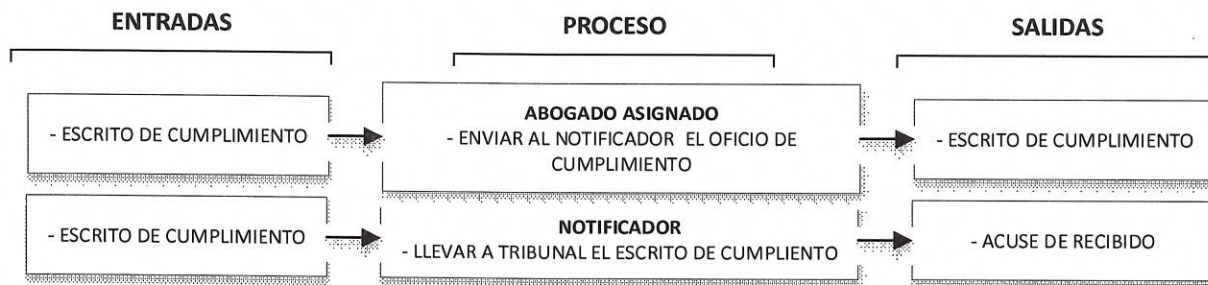 ENTRADAS
PROCESO
SALIDAS
- ESCRITO DE CUMPLIMIENTO
ABOGADO ASIGNADO
- ENVIAR AL NOTIFICADOR EL OFICIO DE
CUMPLIMIENTO
- ESCRITO DE CUMPLIMIENTO
- ESCRITO DE CUMPLIMIENTO
NOTIFICADOR
- LLEVAR A TRIBUNAL EL ESCRITO DE CUMPLIENTO
- ACUSE DE RECIBIDO